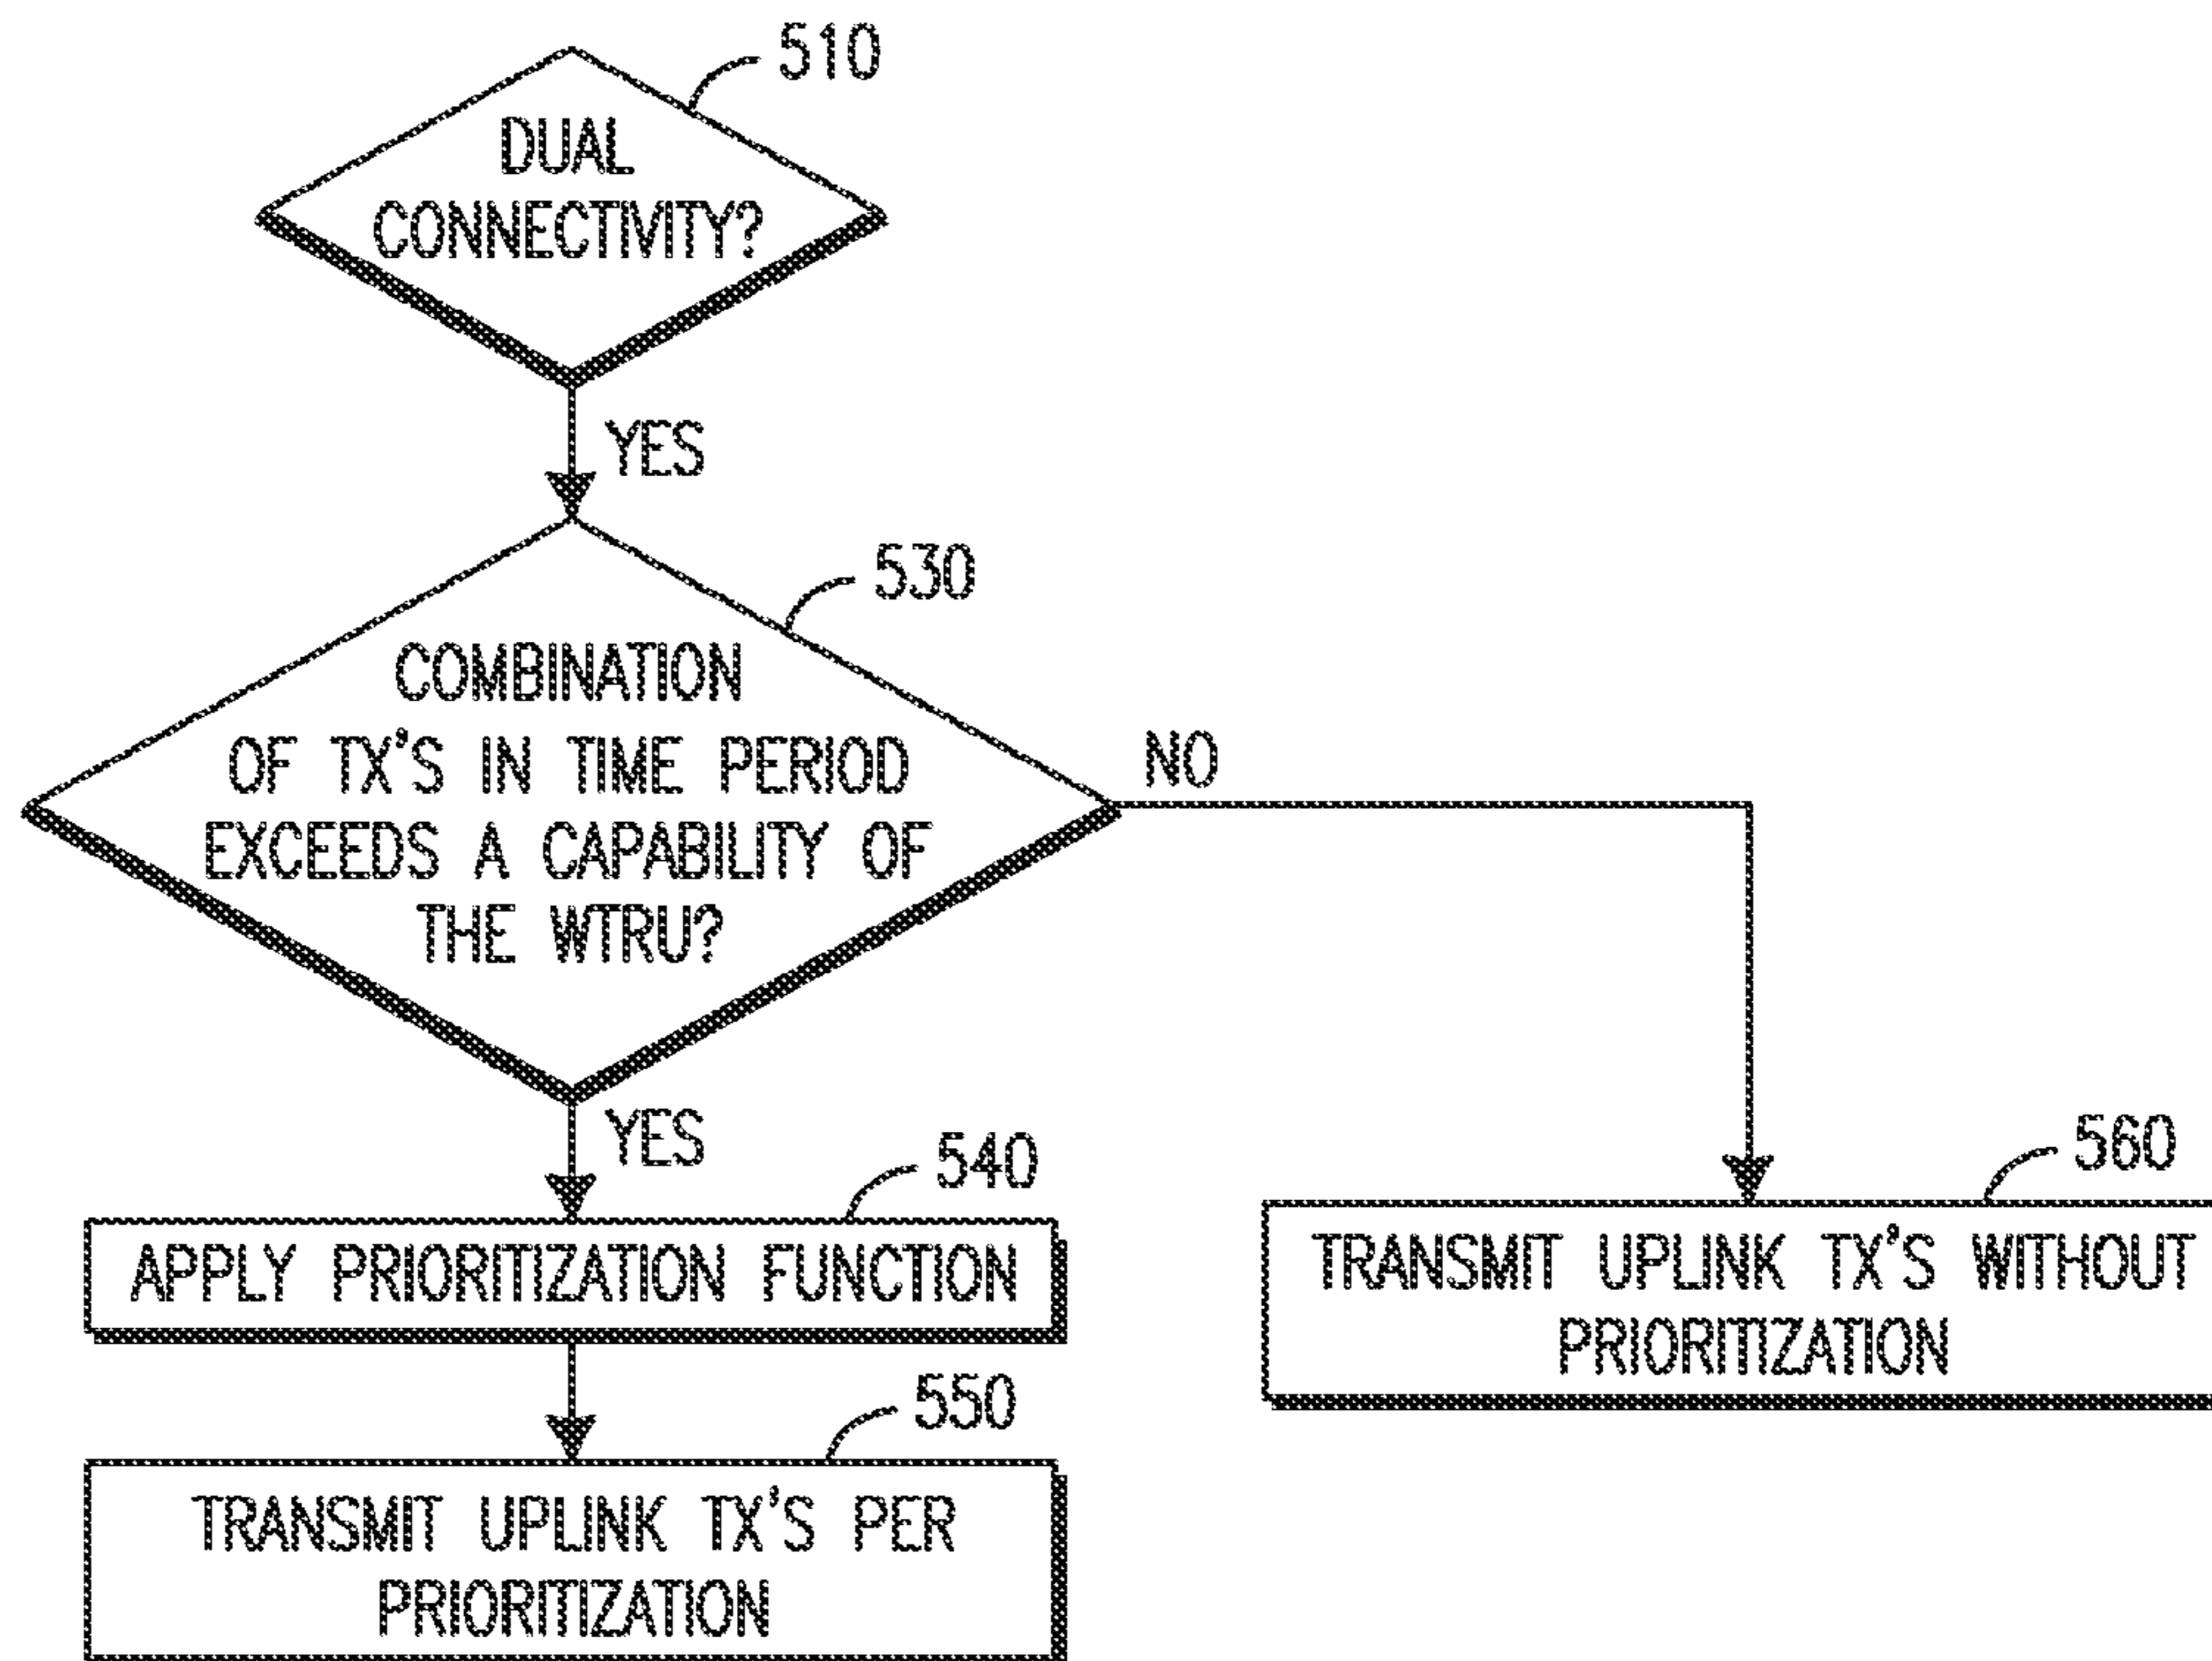 510
DUAL
CONNECTIVITY?
YES
530
COMBINATION
OF TX'S IN TIME PERIOD
EXCEEDS A CAPABILITY OF
THE WTRU?
NO
YES
540
APPLY PRIORITIZATION FUNCTION
560
TRANSMIT UPLINK TX'S WITHOUT
PRIORITIZATION
550
TRANSMIT UPLINK TX'S PER
PRIORITIZATION